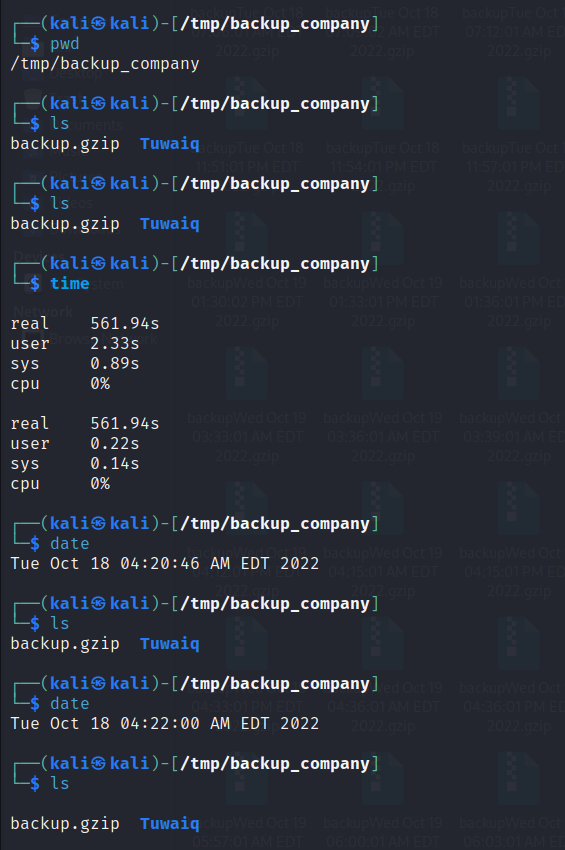 ┌──(kali㉿kali)-[/tmp/backup_company]
└─$ pwd
/tmp/backup_company
┌──(kali㉿kali)-[/tmp/backup_company]
└─$ ls
backup.gzip  Tuwaiq
┌──(kali㉿kali)-[/tmp/backup_company]
└─$ ls
backup.gzip  Tuwaiq
┌──(kali㉿kali)-[/tmp/backup_company]
└─$ time
real    561.94s
user    2.33s
sys     0.89s
cpu     0%
real    561.94s
user    0.22s
sys     0.14s
cpu     0%
┌──(kali㉿kali)-[/tmp/backup_company]
└─$ date
Tue Oct 18 04:20:46 AM EDT 2022
┌──(kali㉿kali)-[/tmp/backup_company]
└─$ ls
backup.gzip  Tuwaiq
┌──(kali㉿kali)-[/tmp/backup_company]
└─$ date
Tue Oct 18 04:22:00 AM EDT 2022
┌──(kali㉿kali)-[/tmp/backup_company]
└─$ ls
backup.gzip  Tuwaiq